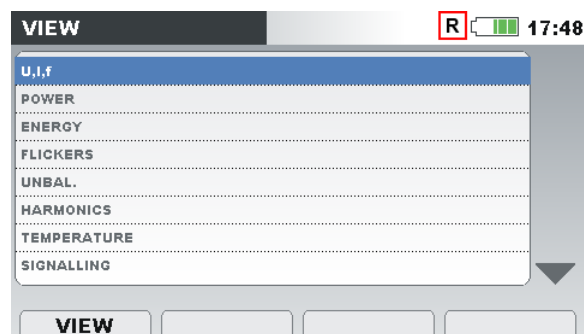 VIEW R 17:48
U,I,f
POWER
ENERGY
FLICKERS
UNBAL.
HARMONICS
TEMPERATURE
SIGNALLING
VIEW